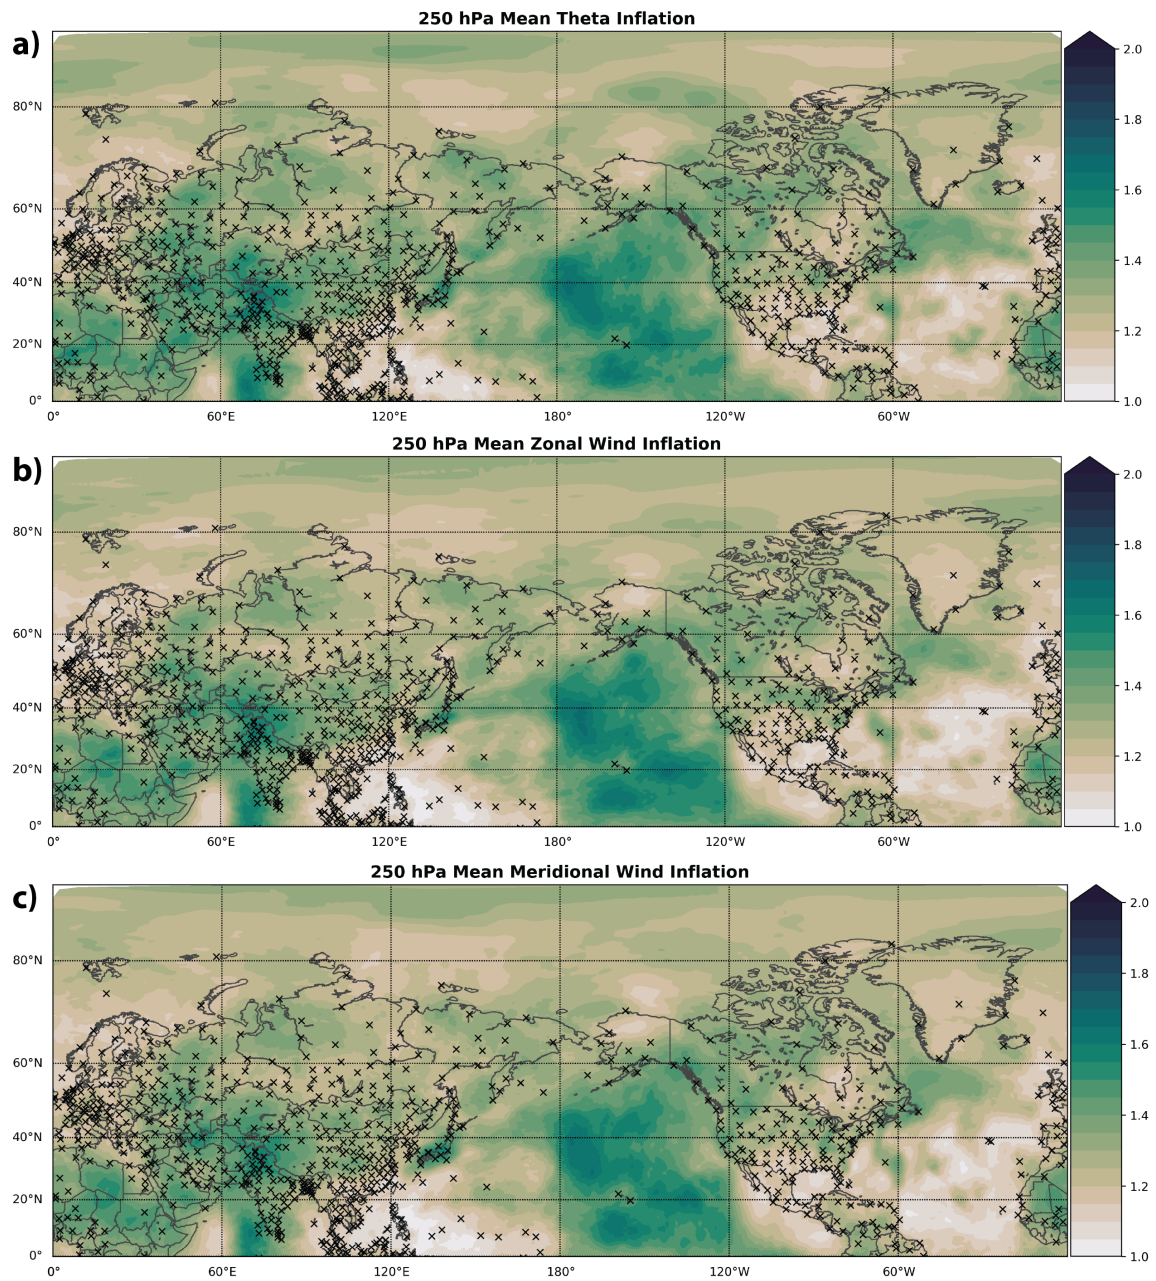 250 hPa Mean Theta Inflation
a)
80°N
60°N
40°N
20°N
0°
0°
60°E
120°E
180°
120°W
60°W
2.0
1.8
1.6
1.4
1.2
1.0
250 hPa Mean Zonal Wind Inflation
b)
80°N
60°N
40°N
20°N
0°
0°
60°E
120°E
180°
120°W
60°W
2.0
1.8
1.6
1.4
1.2
1.0
250 hPa Mean Meridional Wind Inflation
c)
80°N
60°N
40°N
20°N
0°
0°
60°E
120°E
180°
120°W
60°W
2.0
1.8
1.6
1.4
1.2
1.0